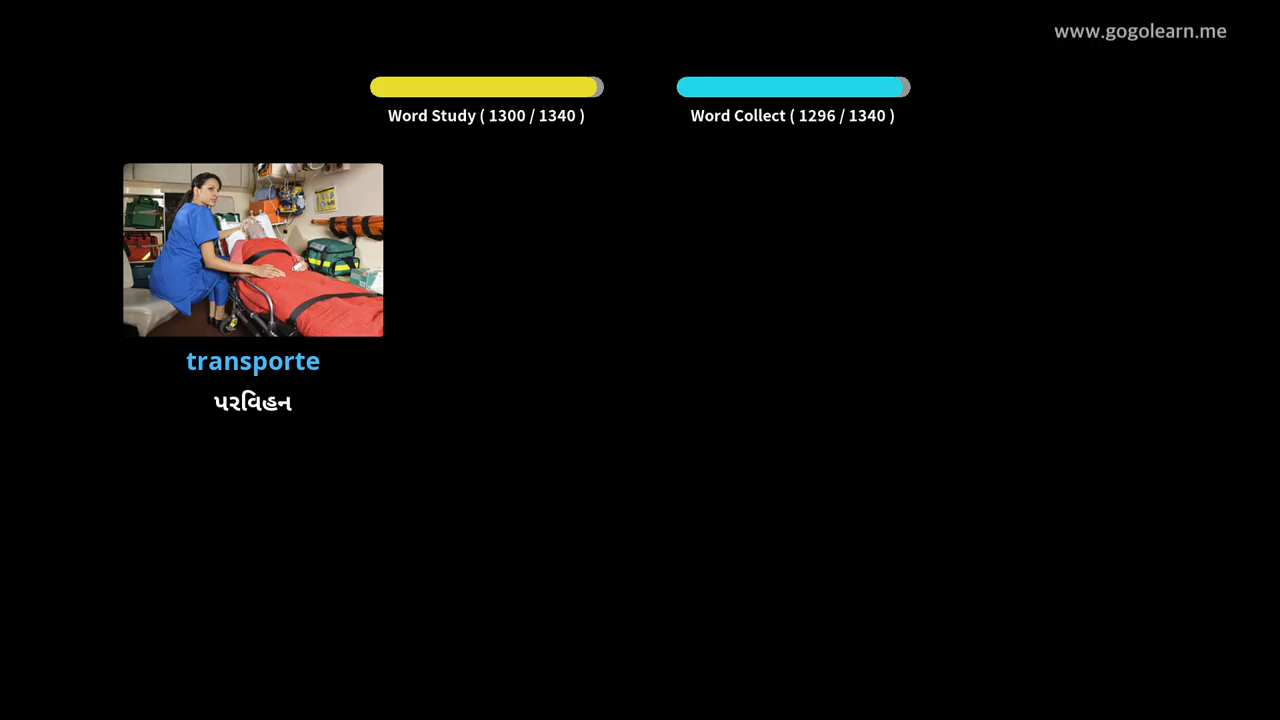 www.gogolearn.me
Word Study ( 1300 / 1340 )
Word Collect ( 1296 / 1340 )
transporte
પરવિહન